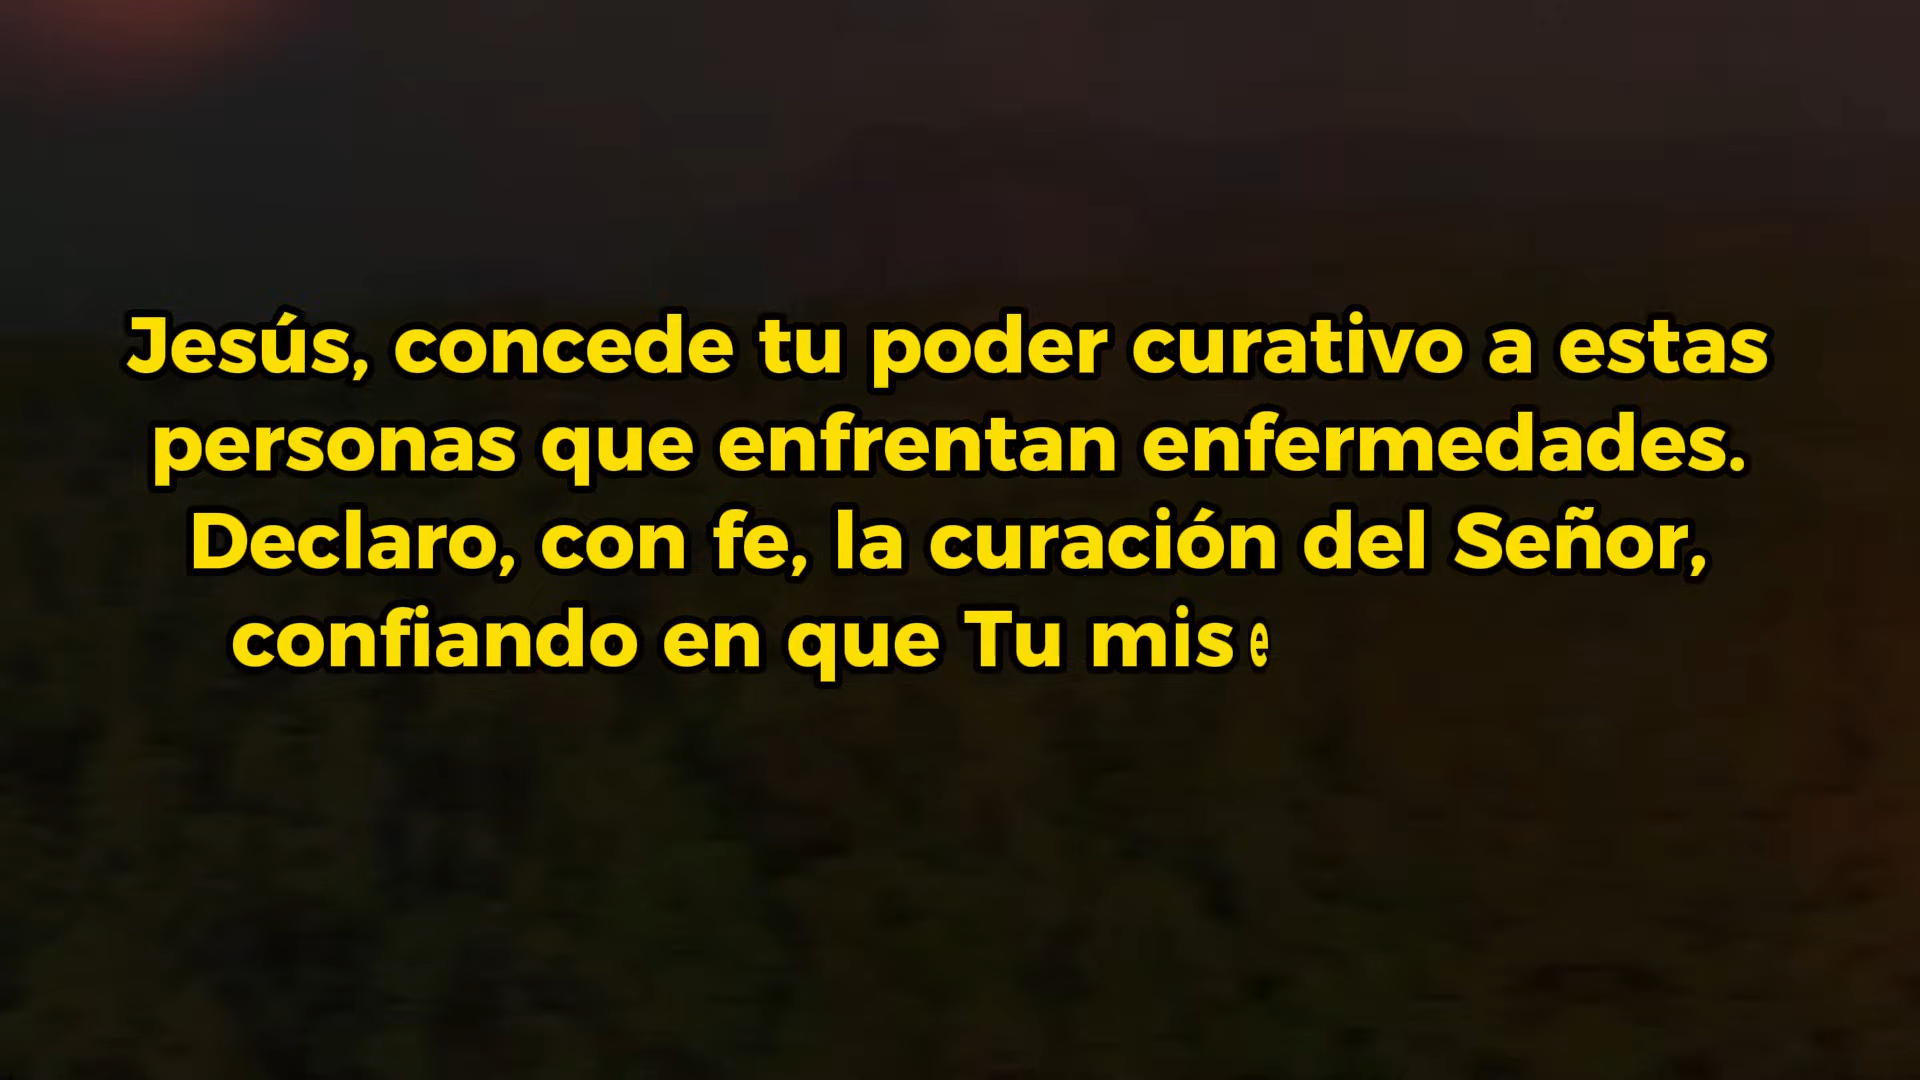 Jesús, concede tu poder curativo a estas
personas que enfrentan enfermedades.
Declaro, con fe, la curación del Señor,
confiando en que Tu mise